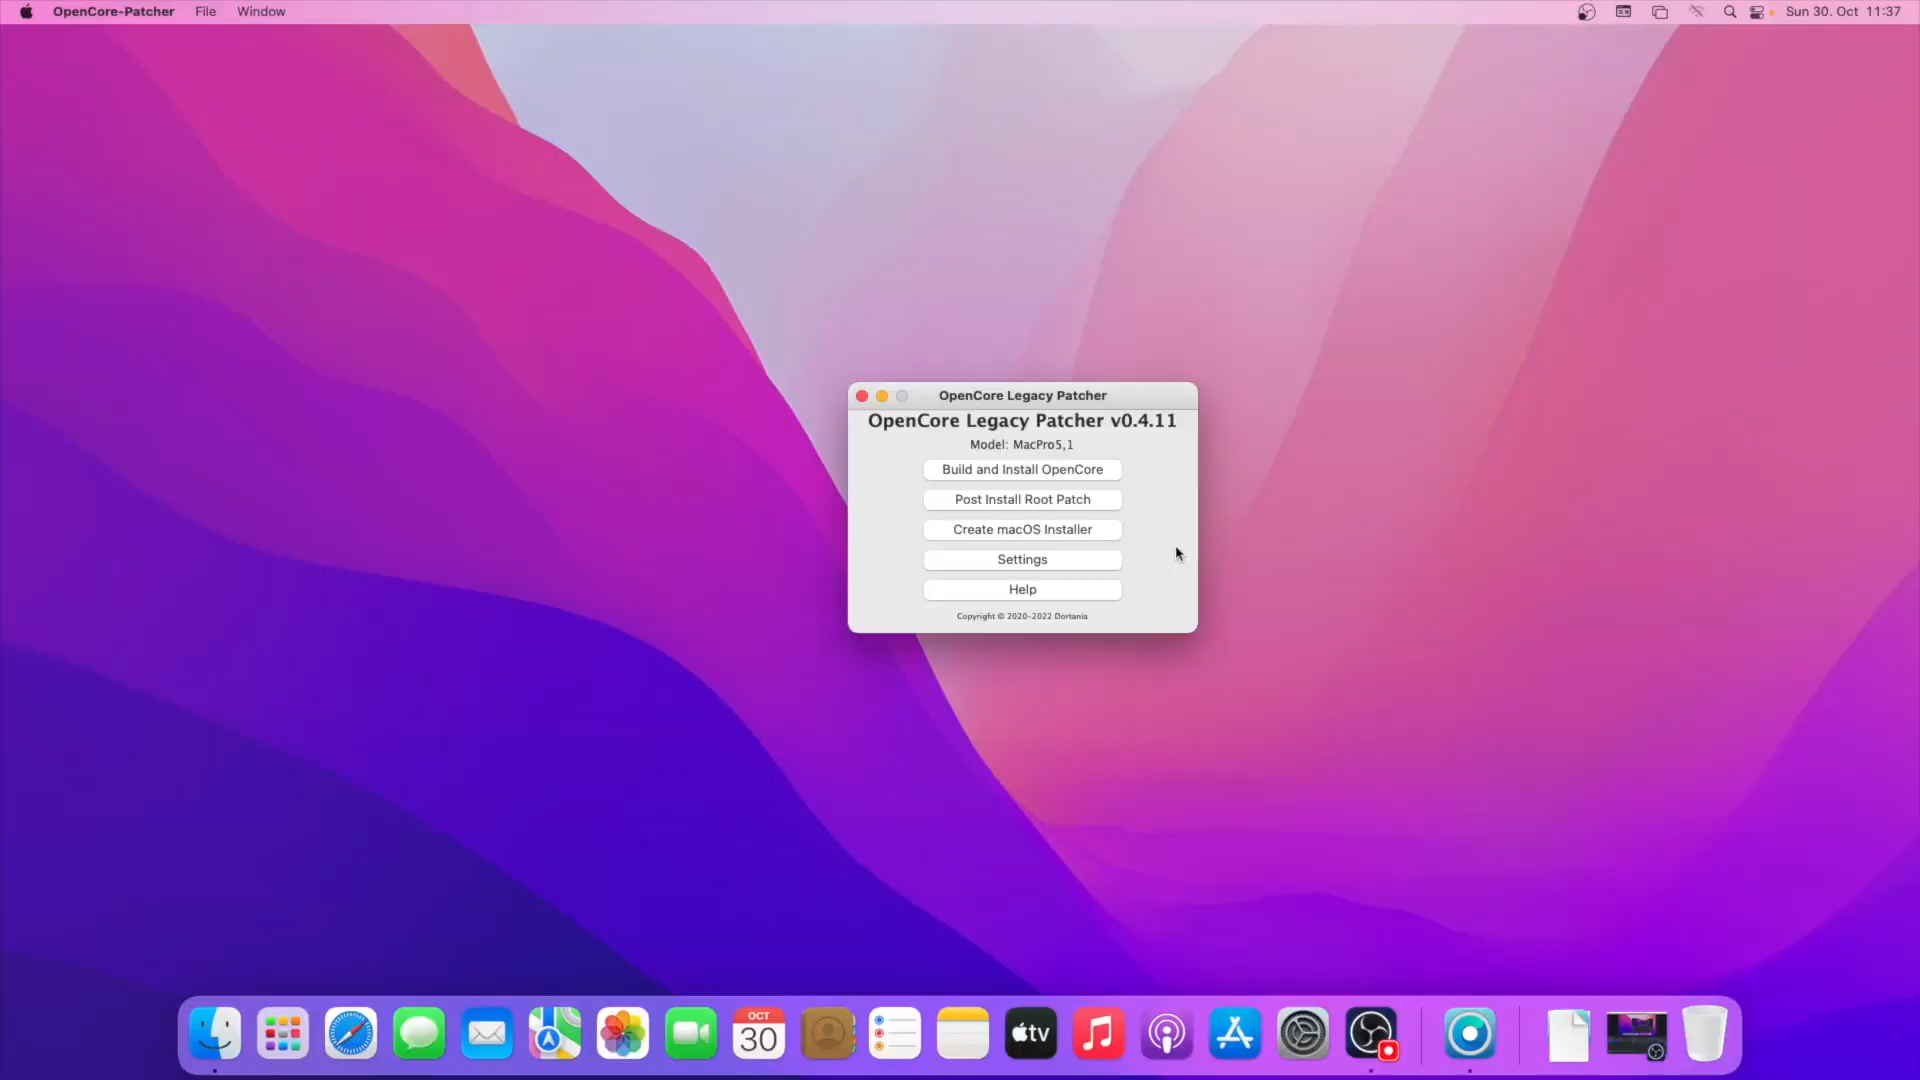 OpenCore-Patcher File Window Sun 30. Oct 11:37
OpenCore Legacy Patcher
OpenCore Legacy Patcher v0.4.11
Model: MacPro5,1
Build and Install OpenCore
Post Install Root Patch
Create macOS Installer
Settings
Help
Copyright © 2020-2022 Dortania
OCT
30
tv